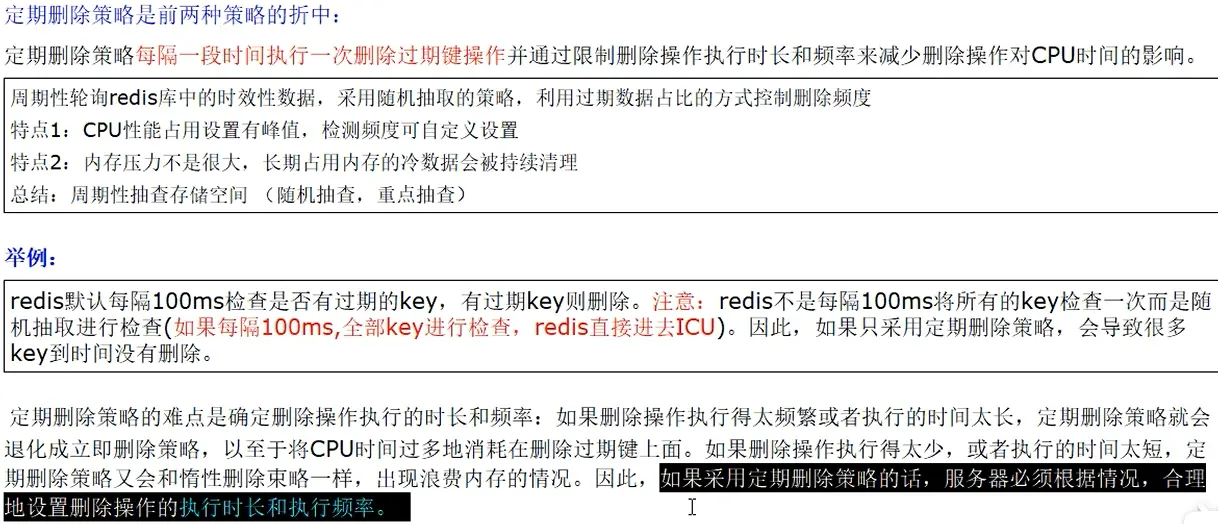 定期删除策略是前两种策略的折中：
定期删除策略每隔一段时间执行一次删除过期键操作并通过限制删除操作执行时长和频率来减少删除操作对CPU时间的影响。
周期性轮询redis库中的时效性数据，采用随机抽取的策略，利用过期数据占比的方式控制删除频度
特点1：CPU性能占用设置有峰值，检测频度可自定义设置
特点2：内存压力不是很大，长期占用内存的冷数据会被持续清理
总结：周期性抽查存储空间 （随机抽查，重点抽查）
举例：
redis默认每隔100ms检查是否有过期的key，有过期key则删除。注意：redis不是每隔100ms将所有的key检查一次而是随
机抽取进行检查(如果每隔100ms,全部key进行检查，redis直接进去ICU)。因此，如果只采用定期删除策略，会导致很多
key到时间没有删除。
定期删除策略的难点是确定删除操作执行的时长和频率：如果删除操作执行得太频繁或者执行的时间太长，定期删除策略就会
退化成立即删除策略，以至于将CPU时间过多地消耗在删除过期键上面。如果删除操作执行得太少，或者执行的时间太短，定
期删除策略又会和惰性删除束略一样，出现浪费内存的情况。因此，如果采用定期删除策略的话，服务器必须根据情况，合理
地设置删除操作的执行时长和执行频率。